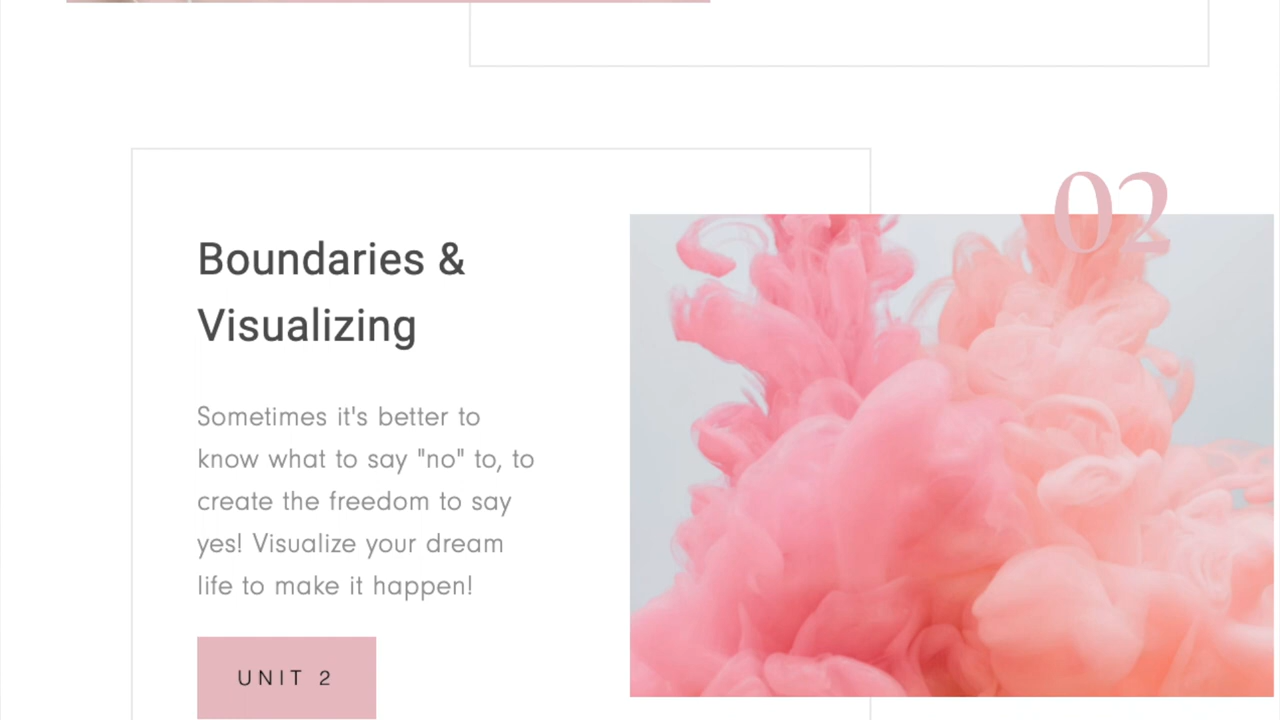 02
Boundaries &
Visualizing
Sometimes it's better to
know what to say "no" to, to
create the freedom to say
yes! Visualize your dream
life to make it happen!
UNIT 2